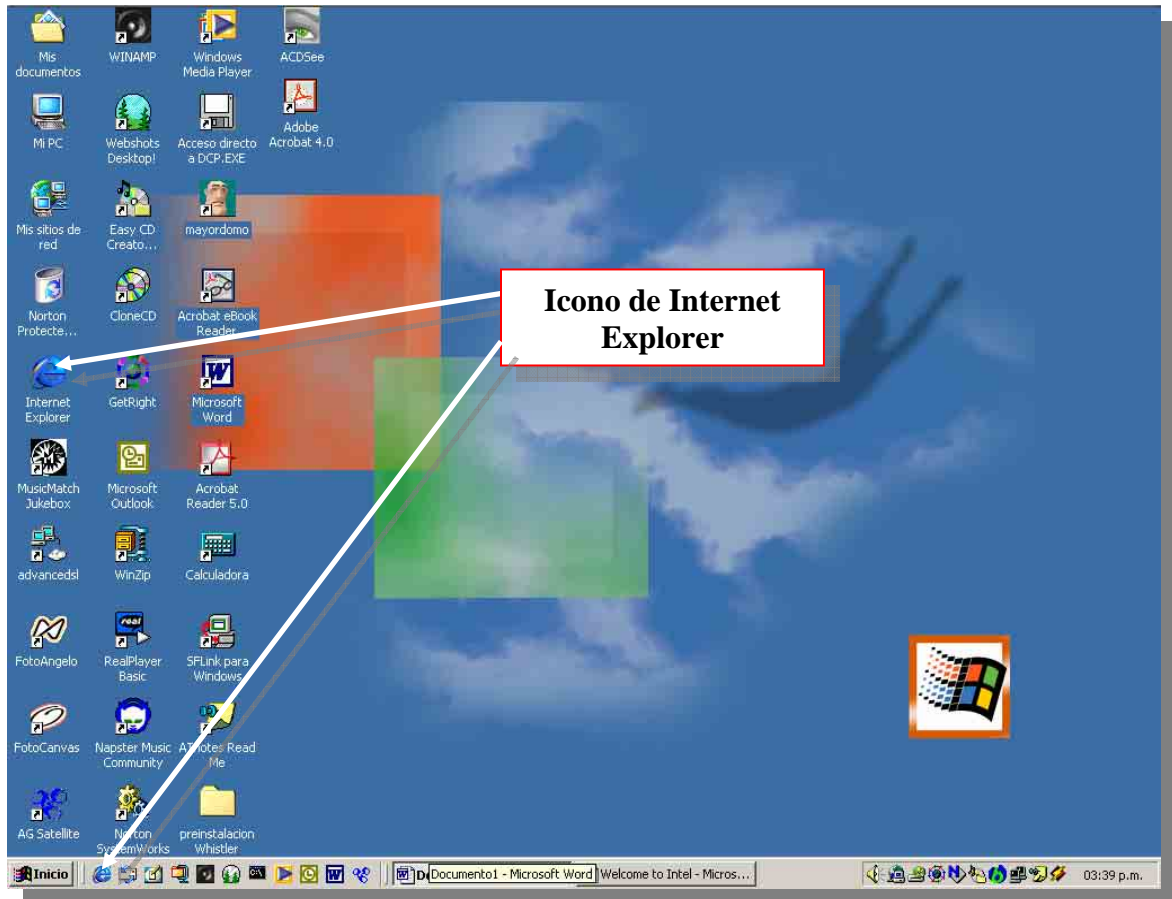 Mis
documentos
WINAMP
Windows
Media Player
ACDSee
Mi PC
Webshots
Desktop!
Acceso directo
a DCP.EXE
Adobe
Acrobat 4.0
Mis sitios de
red
Easy CD
Creato...
mayordomo
Norton
Protecte...
CloneCD
Acrobat eBook
Reader
Icono de Internet
Explorer
Internet
Explorer
GetRight
Microsoft
Word
MusicMatch
Jukebox
Microsoft
Outlook
Acrobat
Reader 5.0
advancedsl
WinZip
Calculadora
FotoAngelo
RealPlayer
Basic
SFLink para
Windows
FotoCanvas
Napster Music
Community
Read
Me
AG Satellite
Norton
SystemWorks
preinstalacion
Whistler
Inicio
Documento1 - Microsoft Word
Welcome to Intel - Micros...
03:39 p.m.